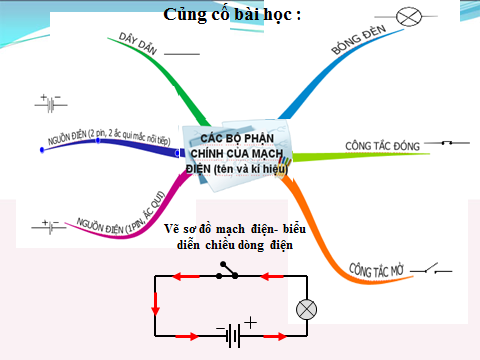 Củng cố bài học :
DÂY DẪN
BÓNG ĐÈN
NGUỒN ĐIỆN (2 pin, 2 ắc qui mắc nối tiếp)
CÁC BỘ PHẬN
CHÍNH CỦA MẠCH
ĐIỆN (tên và kí hiệu)
CÔNG TẮC ĐÓNG
NGUỒN ĐIỆN (1PIN, ẮC QUI)
CÔNG TẮC MỞ
Vẽ sơ đồ mạch điện- biểu
diễn chiều dòng điện